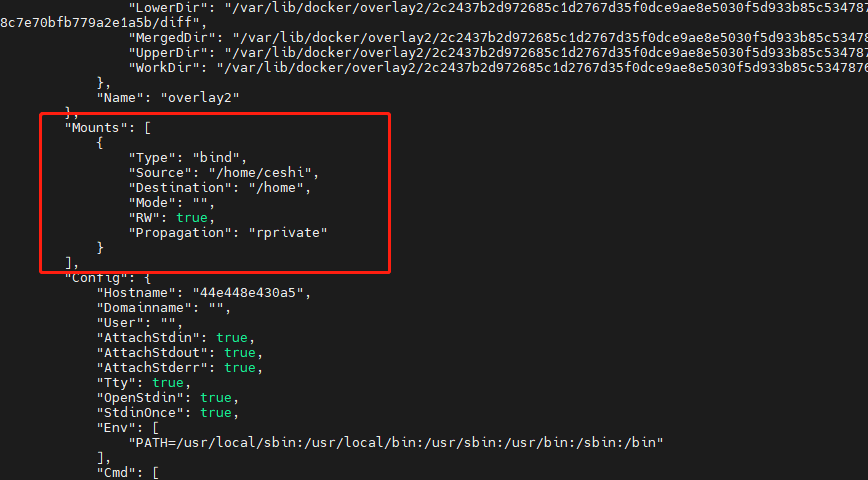 "LowerDir": "/var/lib/docker/overlay2/2c2437b2d972685c1d2767d35f0dce9ae8e5030f5d933b85c534787
8c7e70bfb779a2e1a5b/diff",
"MergedDir": "/var/lib/docker/overlay2/2c2437b2d972685c1d2767d35f0dce9ae8e5030f5d933b85c534787
"UpperDir": "/var/lib/docker/overlay2/2c2437b2d972685c1d2767d35f0dce9ae8e5030f5d933b85c5347876
"WorkDir": "/var/lib/docker/overlay2/2c2437b2d972685c1d2767d35f0dce9ae8e5030f5d933b85c5347876
},
"Name": "overlay2"
},
"Mounts": [
{
"Type": "bind",
"Source": "/home/ceshi",
"Destination": "/home",
"Mode": "",
"RW": true,
"Propagation": "rprivate"
}
],
"Config": {
"Hostname": "44e448e430a5",
"Domainname": "",
"User": "",
"AttachStdin": true,
"AttachStdout": true,
"AttachStderr": true,
"Tty": true,
"OpenStdin": true,
"StdinOnce": true,
"Env": [
"PATH=/usr/local/sbin:/usr/local/bin:/usr/sbin:/usr/bin:/sbin:/bin"
],
"Cmd": [